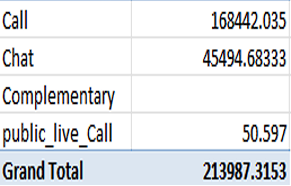 Call 168442.035
Chat 45494.68333
Complementary
public_live_Call 50.597
Grand Total 213987.3153